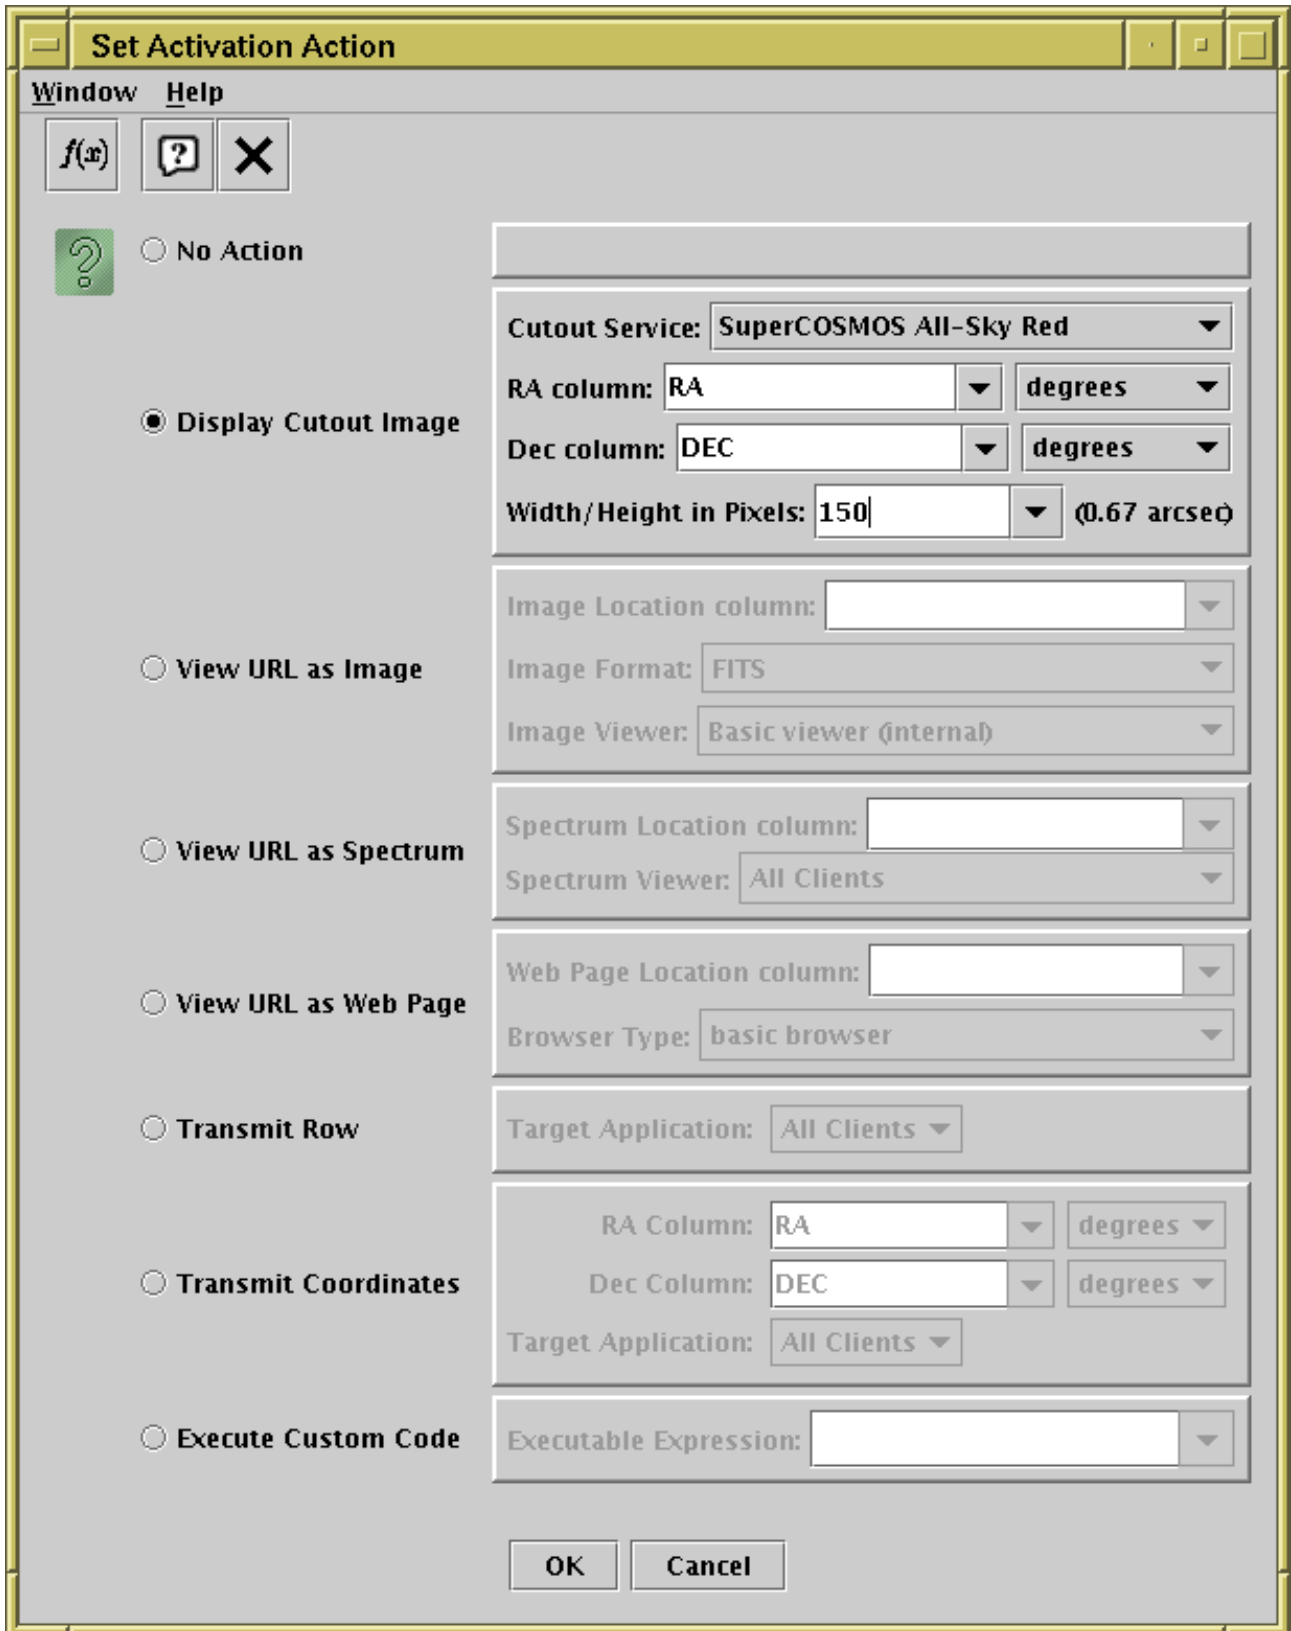 Set Activation Action
Window Help
f(x) ?
? No Action
Cutout Service: SuperCOSMOS All-Sky Red
RA column: RA degrees
Display Cutout Image
Dec column: DEC degrees
Width/Height in Pixels: 150 (0.67 arcsec)
Image Location column:
View URL as Image
Image Format: FITS
Image Viewer: Basic viewer (internal)
Spectrum Location column:
View URL as Spectrum
Spectrum Viewer: All Clients
Web Page Location column:
View URL as Web Page
Browser Type: basic browser
Transmit Row Target Application: All Clients
RA Column: RA degrees
Transmit Coordinates Dec Column: DEC degrees
Target Application: All Clients
Execute Custom Code Executable Expression:
OK Cancel